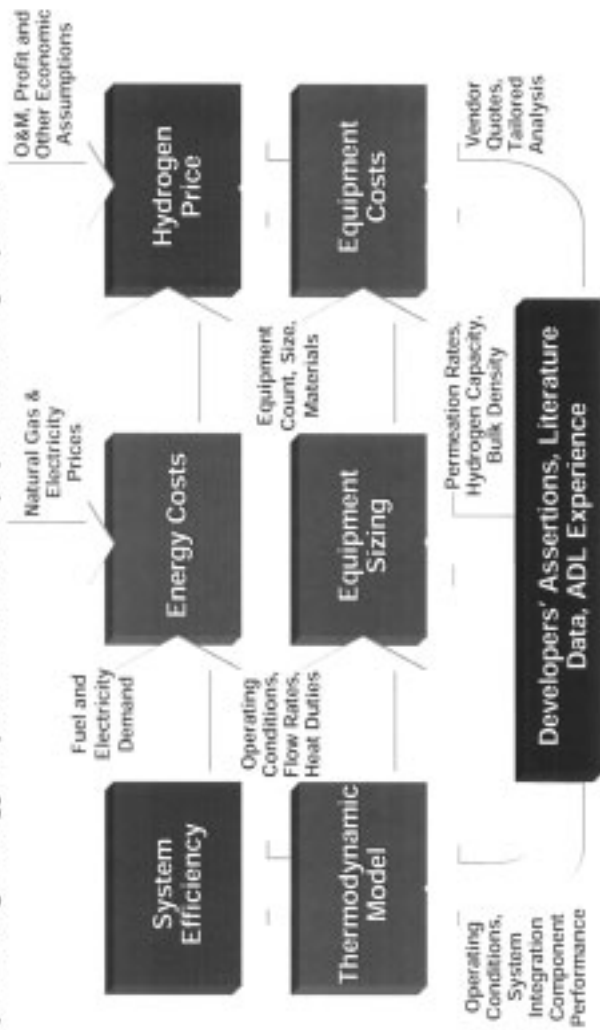 Natural Gas &
Electricity
Prices
O&M, Profit and
Other Economic
Assumptions
Fuel and
Electricity
Demand
System
Efficiency
Energy Costs
Hydrogen
Price
Operating
Conditions,
Flow Rates,
Heat Duties
Equipment
Count, Size,
Materials
Thermodynamic
Model
Equipment
Sizing
Equipment
Costs
Operating
Conditions,
System
Integration
Component
Performance
Permeation Rates,
Hydrogen Capacity,
Bulk Density
Vendor
Quotes,
Tailored
Analysis
Developers' Assertions, Literature
Data, ADL Experience